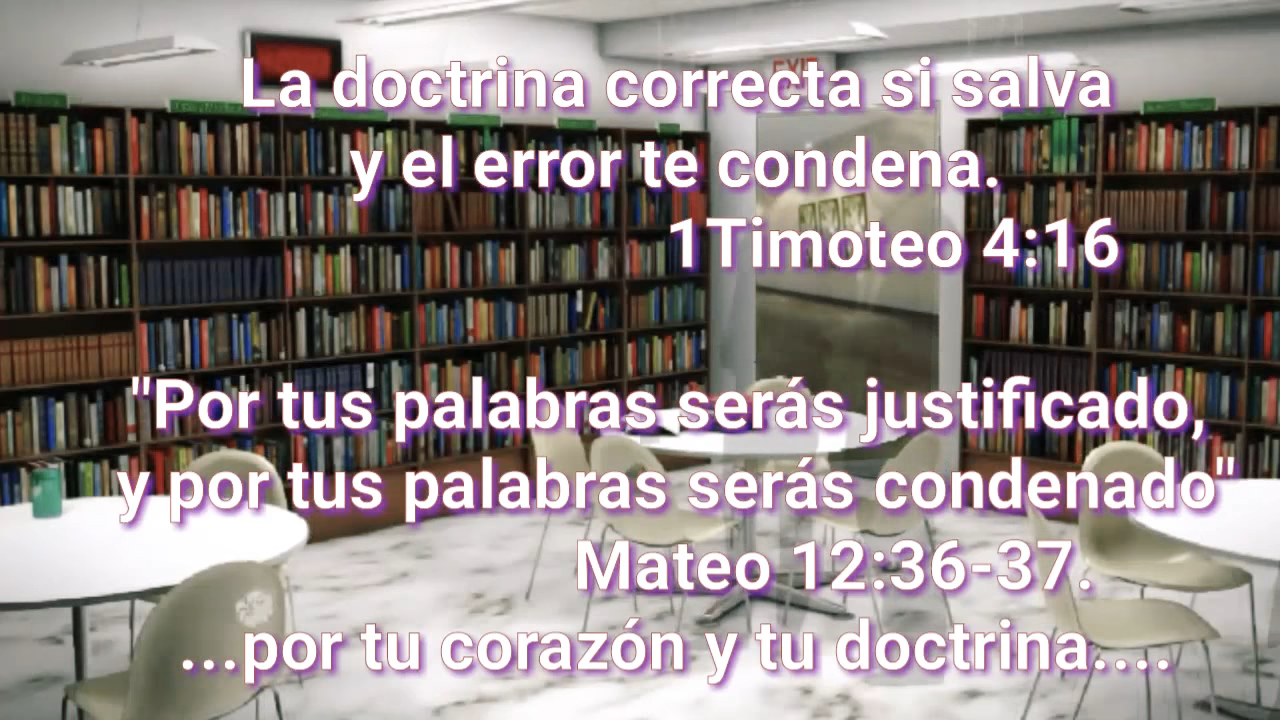 EXIT
La doctrina correcta si salva
y el error te condena.
1Timoteo 4:16
"Por tus palabras serás justificado,
y por tus palabras serás condenado"
Mateo 12:36-37.
...por tu corazón y tu doctrina....